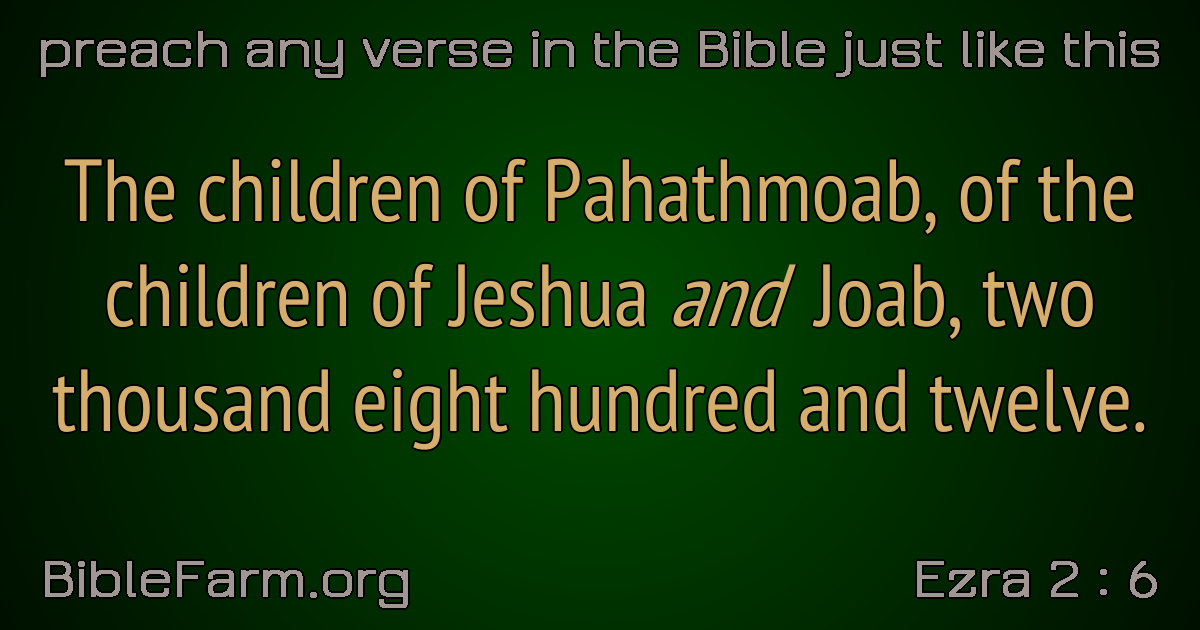 preach any verse in the Bible just like this
The children of Pahathmoab, of the
children of Jeshua and Joab, two
thousand eight hundred and twelve.
BibleFarm.org
Ezra 2 : 6